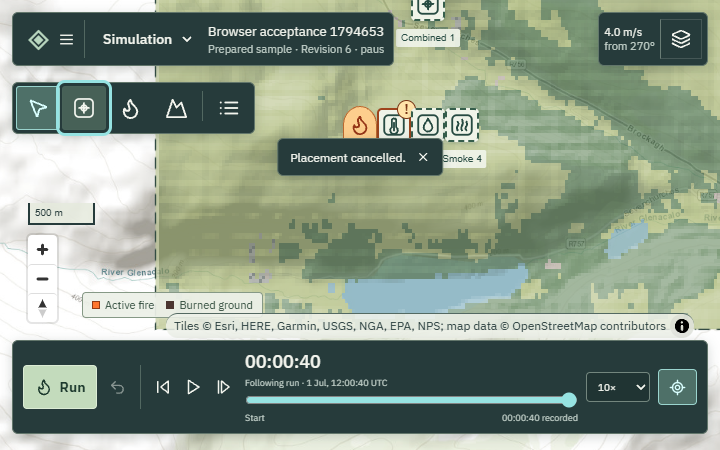 Simulation
Browser acceptance 1794653
Prepared sample · Revision 6 · paus
Combined 1
4.0 m/s
from 270°
Placement cancelled.
Smoke 4
Brockagh
500 m
River Glenacalo
Active fire
Burned ground
Tiles © Esri, HERE, Garmin, USGS, NGA, EPA, NPS; map data © OpenStreetMap contributors
Run
00:00:40
Following run · 1 Jul, 12:00:40 UTC
Start
00:00:40 recorded
10×